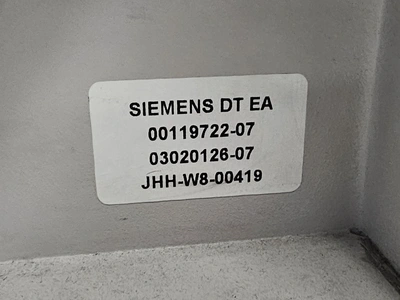 SIEMENS DT EA
00119722-07
03020126-07
JHH-W8-00419